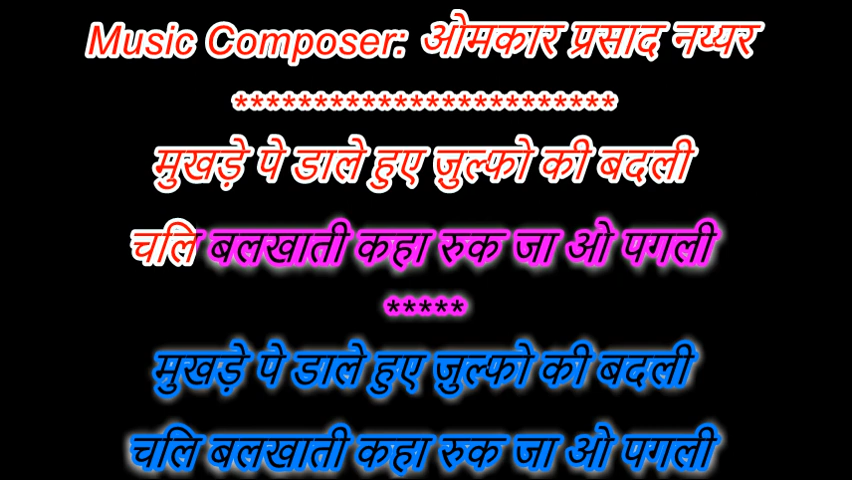 Music Composer: ओमकार प्रसाद नय्यर
************************
मुखड़े पे डाले हुए ज़ुल्फो की बदली
चलि बलखाती कहा रुक जा ओ पगली
*****
मुखड़े पे डाले हुए ज़ुल्फो की बदली
चलि बलखाती कहा रुक जा ओ पगली